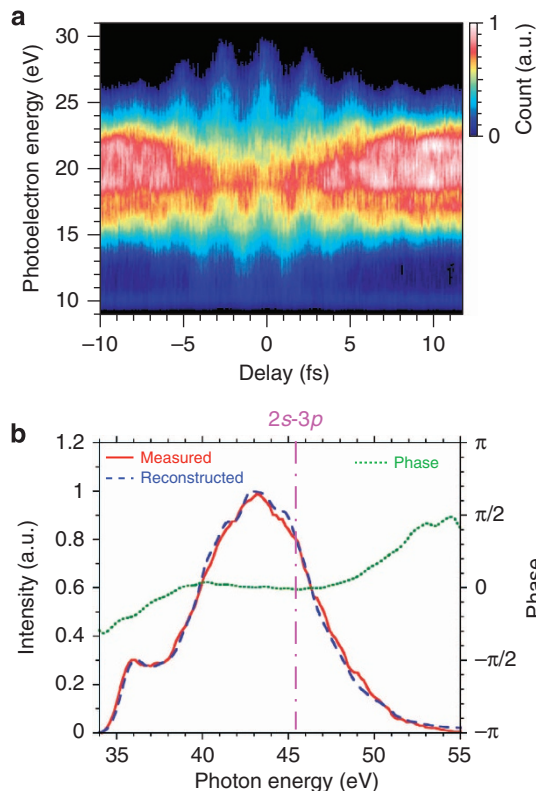 a
30
25
20
15
10
Photoelectron energy (eV)
−10
−5
0
5
10
Delay (fs)
1
0
Count (a.u.)
b
2s-3p
Measured
Reconstructed
Phase
1.2
1
0.8
0.6
0.4
0.2
0
Intensity (a.u.)
π
π/2
0
−π/2
−π
Phase
35
40
45
50
55
Photon energy (eV)